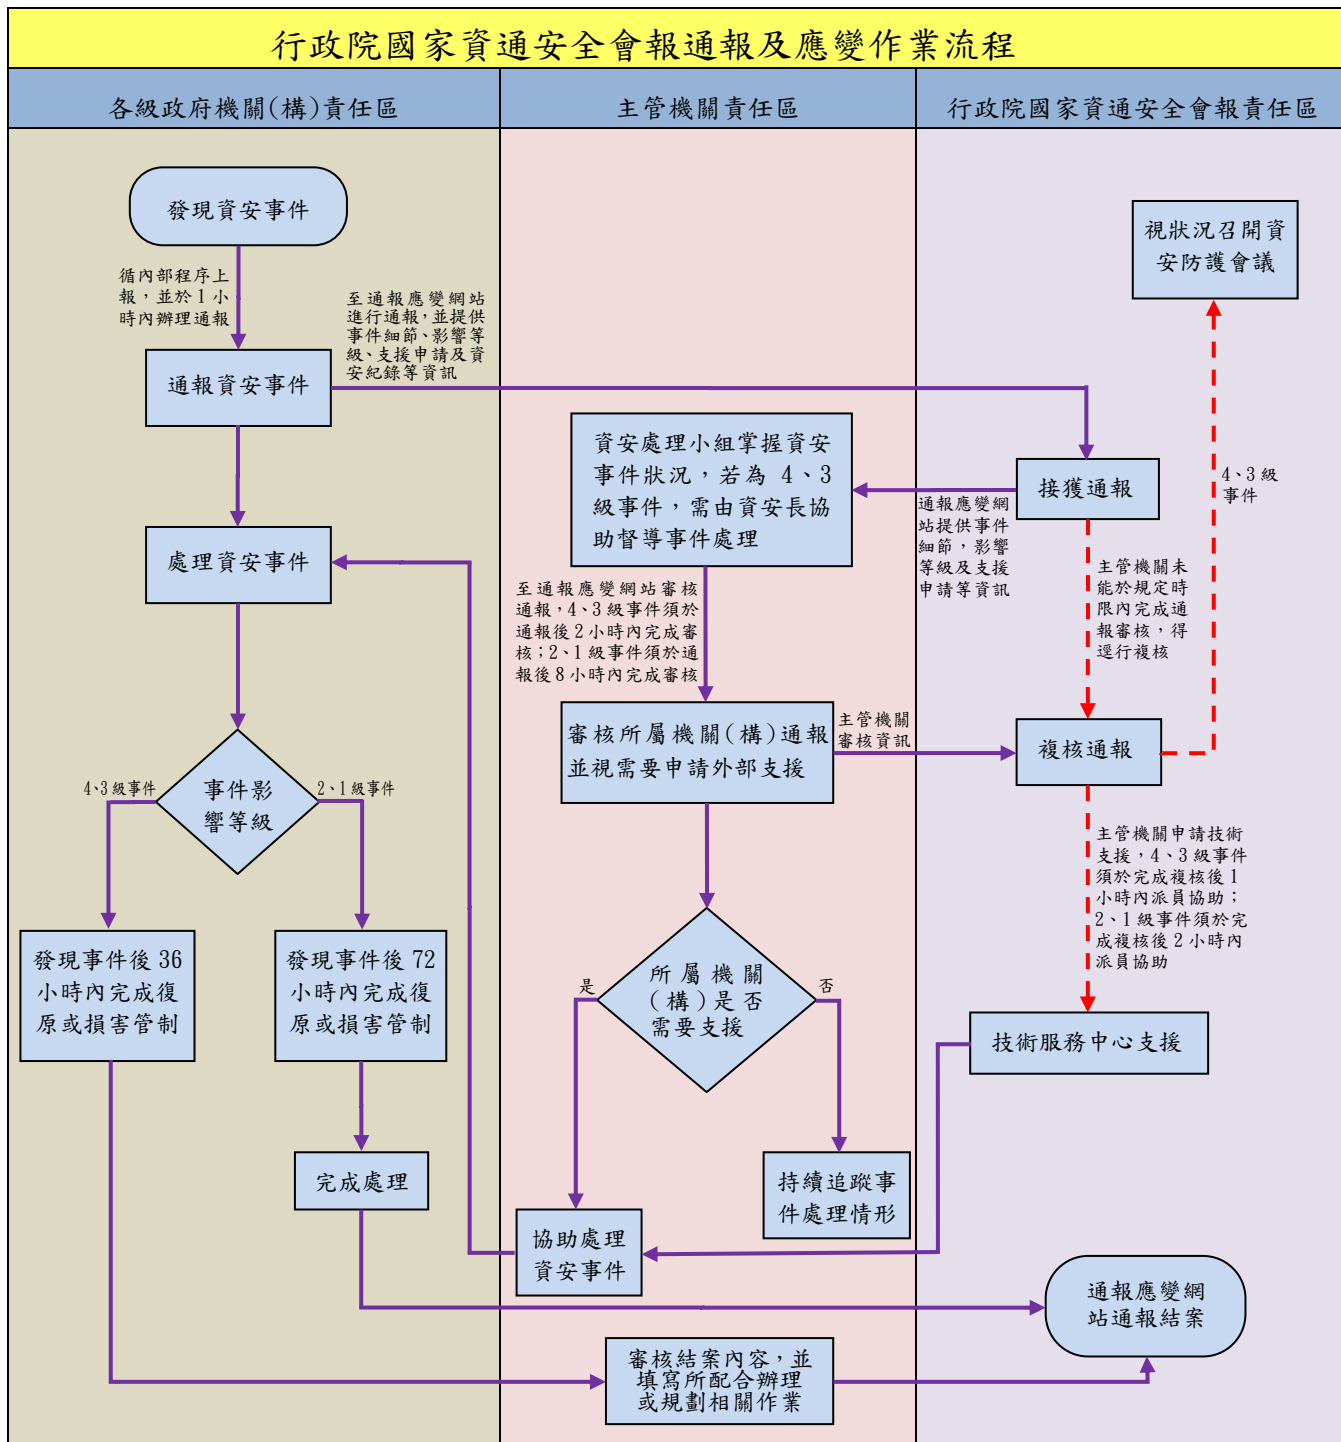 行政院國家資通安全會報通報及應變作業流程
各級政府機關(構)責任區
主管機關責任區
行政院國家資通安全會報責任區
發現資安事件
循內部程序上
報，並於1小
時內辦理通報
至通報應變網站
進行通報，並提供
事件細節、影響等
級、支援申請及資
安紀錄等資訊
通報資安事件
處理資安事件
4、3級事件
2、1級事件
事件影
響等級
發現事件後36
小時內完成復
原或損害管制
發現事件後72
小時內完成復
原或損害管制
完成處理
資安處理小組掌握資安
事件狀況，若為4、3
級事件，需由資安長協
助督導事件處理
至通報應變網站審核
通報，4、3級事件須於
通報後2小時內完成審
核；2、1級事件須於通
報後8小時內完成審核
審核所屬機關(構)通報
並視需要申請外部支援
主管機關
審核資訊
所屬機關
(構)是否
需要支援
是
否
持續追蹤事
件處理情形
協助處理
資安事件
審核結案內容，並
填寫所配合辦理
或規劃相關作業
視狀況召開資
安防護會議
4、3級
事件
接獲通報
通報應變網
站提供事件
細節，影響
等級及支援
申請等資訊
主管機關未
能於規定時
限內完成通
報審核，得
逕行複核
複核通報
主管機關申請技術
支援，4、3級事件
須於完成複核後1
小時內派員協助；
2、1級事件須於完
成複核後2小時內
派員協助
技術服務中心支援
通報應變網
站通報結案